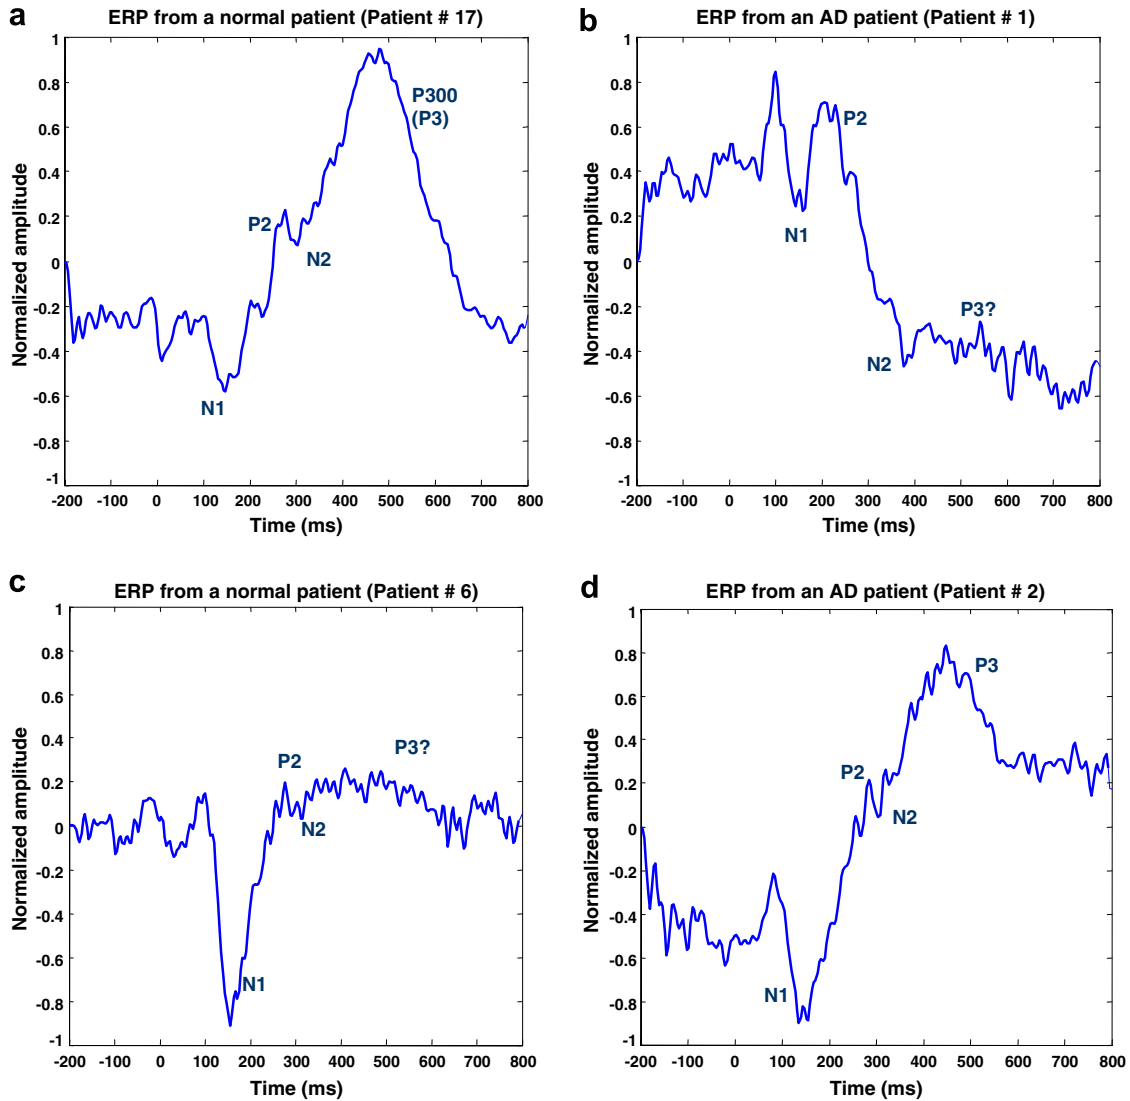 a
ERP from a normal patient (Patient # 17)
1
0.8
0.6
0.4
0.2
0
-0.2
-0.4
-0.6
-0.8
-1
Normalized amplitude
P300
(P3)
P2
N2
N1
-200 -100 0 100 200 300 400 500 600 700 800
Time (ms)
b
ERP from an AD patient (Patient # 1)
1
0.8
0.6
0.4
0.2
0
-0.2
-0.4
-0.6
-0.8
-1
Normalized amplitude
P2
N1
P3?
N2
-200 -100 0 100 200 300 400 500 600 700 800
Time (ms)
c
ERP from a normal patient (Patient # 6)
1
0.8
0.6
0.4
0.2
0
-0.2
-0.4
-0.6
-0.8
-1
Normalized amplitude
P3?
P2
N2
N1
-200 -100 0 100 200 300 400 500 600 700 800
Time (ms)
d
ERP from an AD patient (Patient # 2)
1
0.8
0.6
0.4
0.2
0
-0.2
-0.4
-0.6
-0.8
-1
Normalized amplitude
P3
P2
N2
N1
-200 -100 0 100 200 300 400 500 600 700 800
Time (ms)